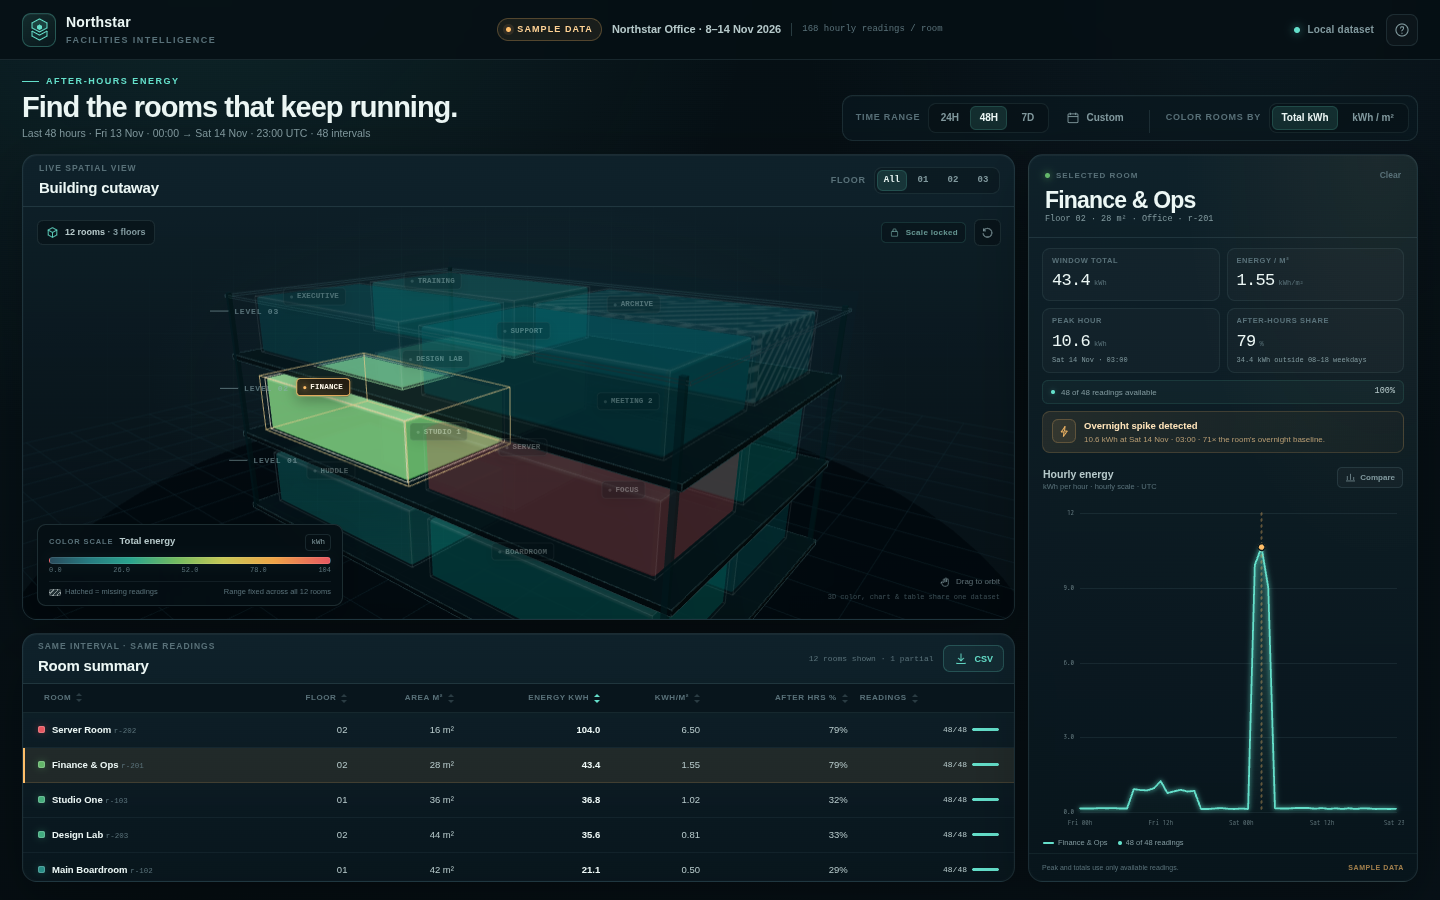 Northstar
FACILITIES INTELLIGENCE
SAMPLE DATA
Northstar Office · 8–14 Nov 2026
168 hourly readings / room
Local dataset
AFTER-HOURS ENERGY
Find the rooms that keep running.
Last 48 hours · Fri 13 Nov · 00:00 → Sat 14 Nov · 23:00 UTC · 48 intervals
TIME RANGE
24H
48H
7D
Custom
COLOR ROOMS BY
Total kWh
kWh / m²
LIVE SPATIAL VIEW
Building cutaway
FLOOR
All
01
02
03
12 rooms · 3 floors
Scale locked
TRAINING
EXECUTIVE
ARCHIVE
LEVEL 03
SUPPORT
DESIGN LAB
FINANCE
MEETING 2
STUDIO 1
SERVER
LEVEL 01
HUDDLE
FOCUS
BOARDROOM
COLOR SCALE Total energy
kWh
0.0
26.0
52.0
78.0
104
Hatched = missing readings
Range fixed across all 12 rooms
Drag to orbit
3D color, chart & table share one dataset
SAME INTERVAL · SAME READINGS
Room summary
12 rooms shown · 1 partial
CSV
ROOM
FLOOR
AREA M²
ENERGY KWH
KWH/M²
AFTER HRS %
READINGS
Server Room r-202 02 16 m² 104.0 6.50 79% 48/48
Finance & Ops r-201 02 28 m² 43.4 1.55 79% 48/48
Studio One r-103 01 36 m² 36.8 1.02 32% 48/48
Design Lab r-203 02 44 m² 35.6 0.81 33% 48/48
Main Boardroom r-102 01 42 m² 21.1 0.50 29% 48/48
SELECTED ROOM
Clear
Finance & Ops
Floor 02 · 28 m² · Office · r-201
WINDOW TOTAL
43.4 kWh
ENERGY / M²
1.55 kWh/m²
PEAK HOUR
10.6 kWh
Sat 14 Nov · 03:00
AFTER-HOURS SHARE
79 %
34.4 kWh outside 08–18 weekdays
48 of 48 readings available
100%
Overnight spike detected
10.6 kWh at Sat 14 Nov · 03:00 · 71× the room's overnight baseline.
Hourly energy
kWh per hour · hourly scale · UTC
Compare
12
9.0
6.0
3.0
0.0
Fri 00h
Fri 12h
Sat 00h
Sat 12h
Sat 23
Finance & Ops
48 of 48 readings
Peak and totals use only available readings.
SAMPLE DATA